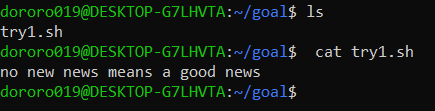 dororo019@DESKTOP-G7LHVTA:~/goal$ ls
try1.sh
dororo019@DESKTOP-G7LHVTA:~/goal$  cat try1.sh
no new news means a good news
dororo019@DESKTOP-G7LHVTA:~/goal$